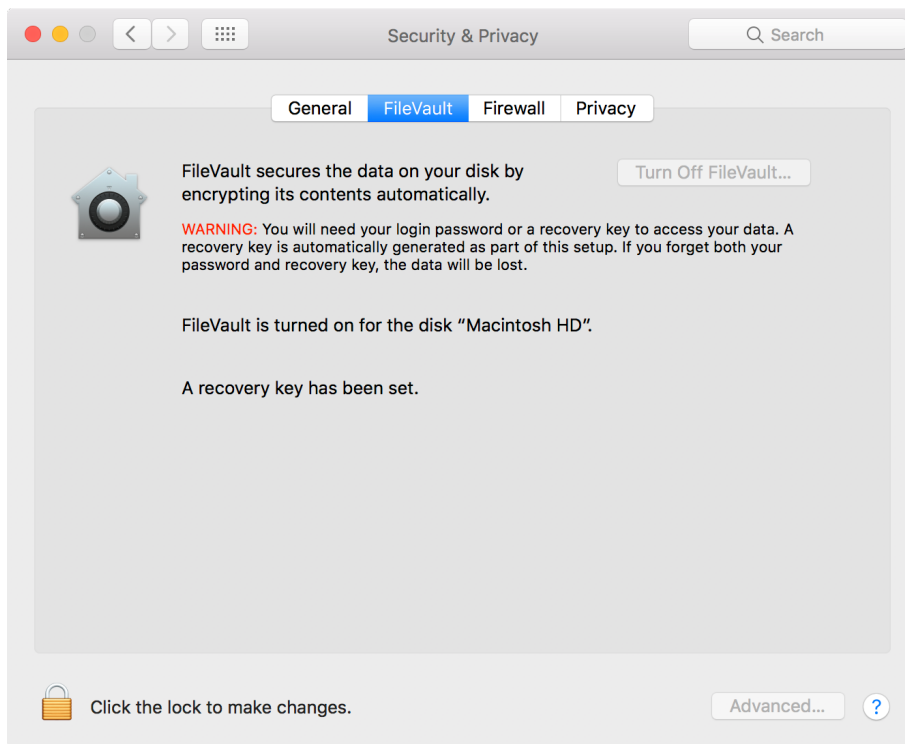 Security & Privacy
Search
General
FileVault
Firewall
Privacy
FileVault secures the data on your disk by
encrypting its contents automatically.
Turn Off FileVault...
WARNING: You will need your login password or a recovery key to access your data. A
recovery key is automatically generated as part of this setup. If you forget both your
password and recovery key, the data will be lost.
FileVault is turned on for the disk “Macintosh HD”.
A recovery key has been set.
Click the lock to make changes.
Advanced...
?